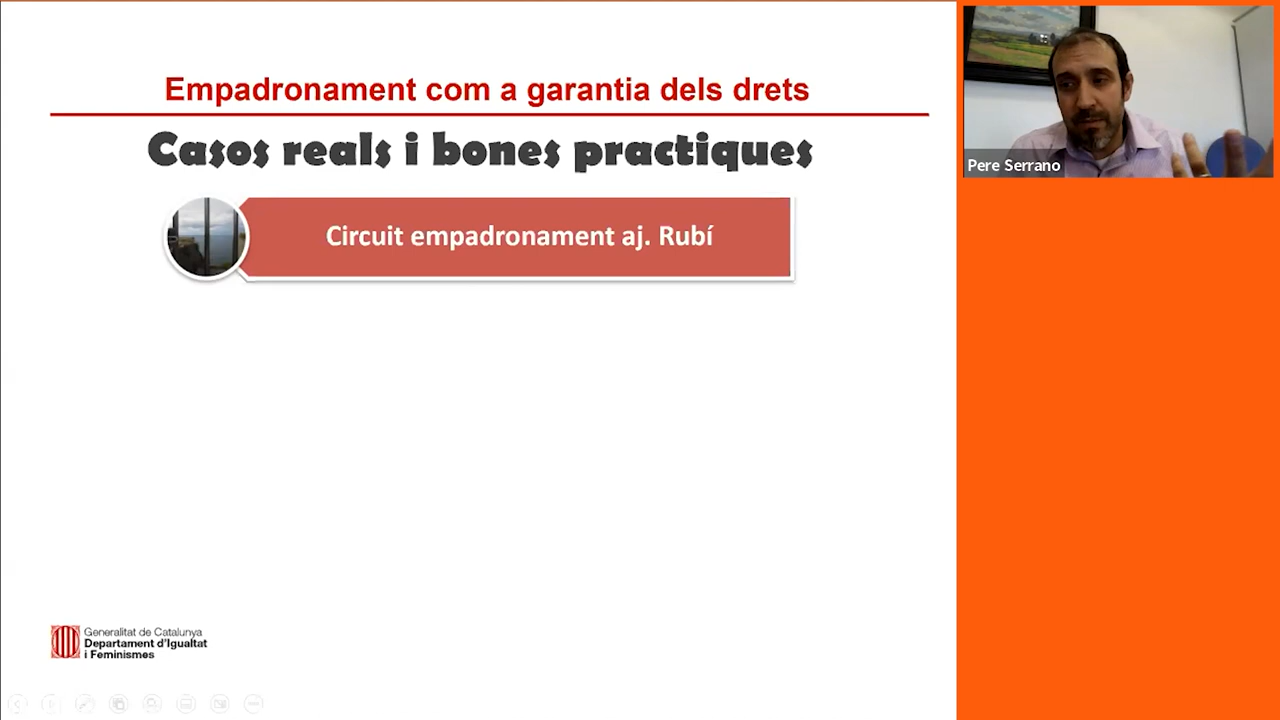 Empadronament com a garantia dels drets
Casos reals i bones practiques
Circuit empadronament aj. Rubí
Pere Serrano
Generalitat de Catalunya
Departament d'Igualtat
i Feminismes